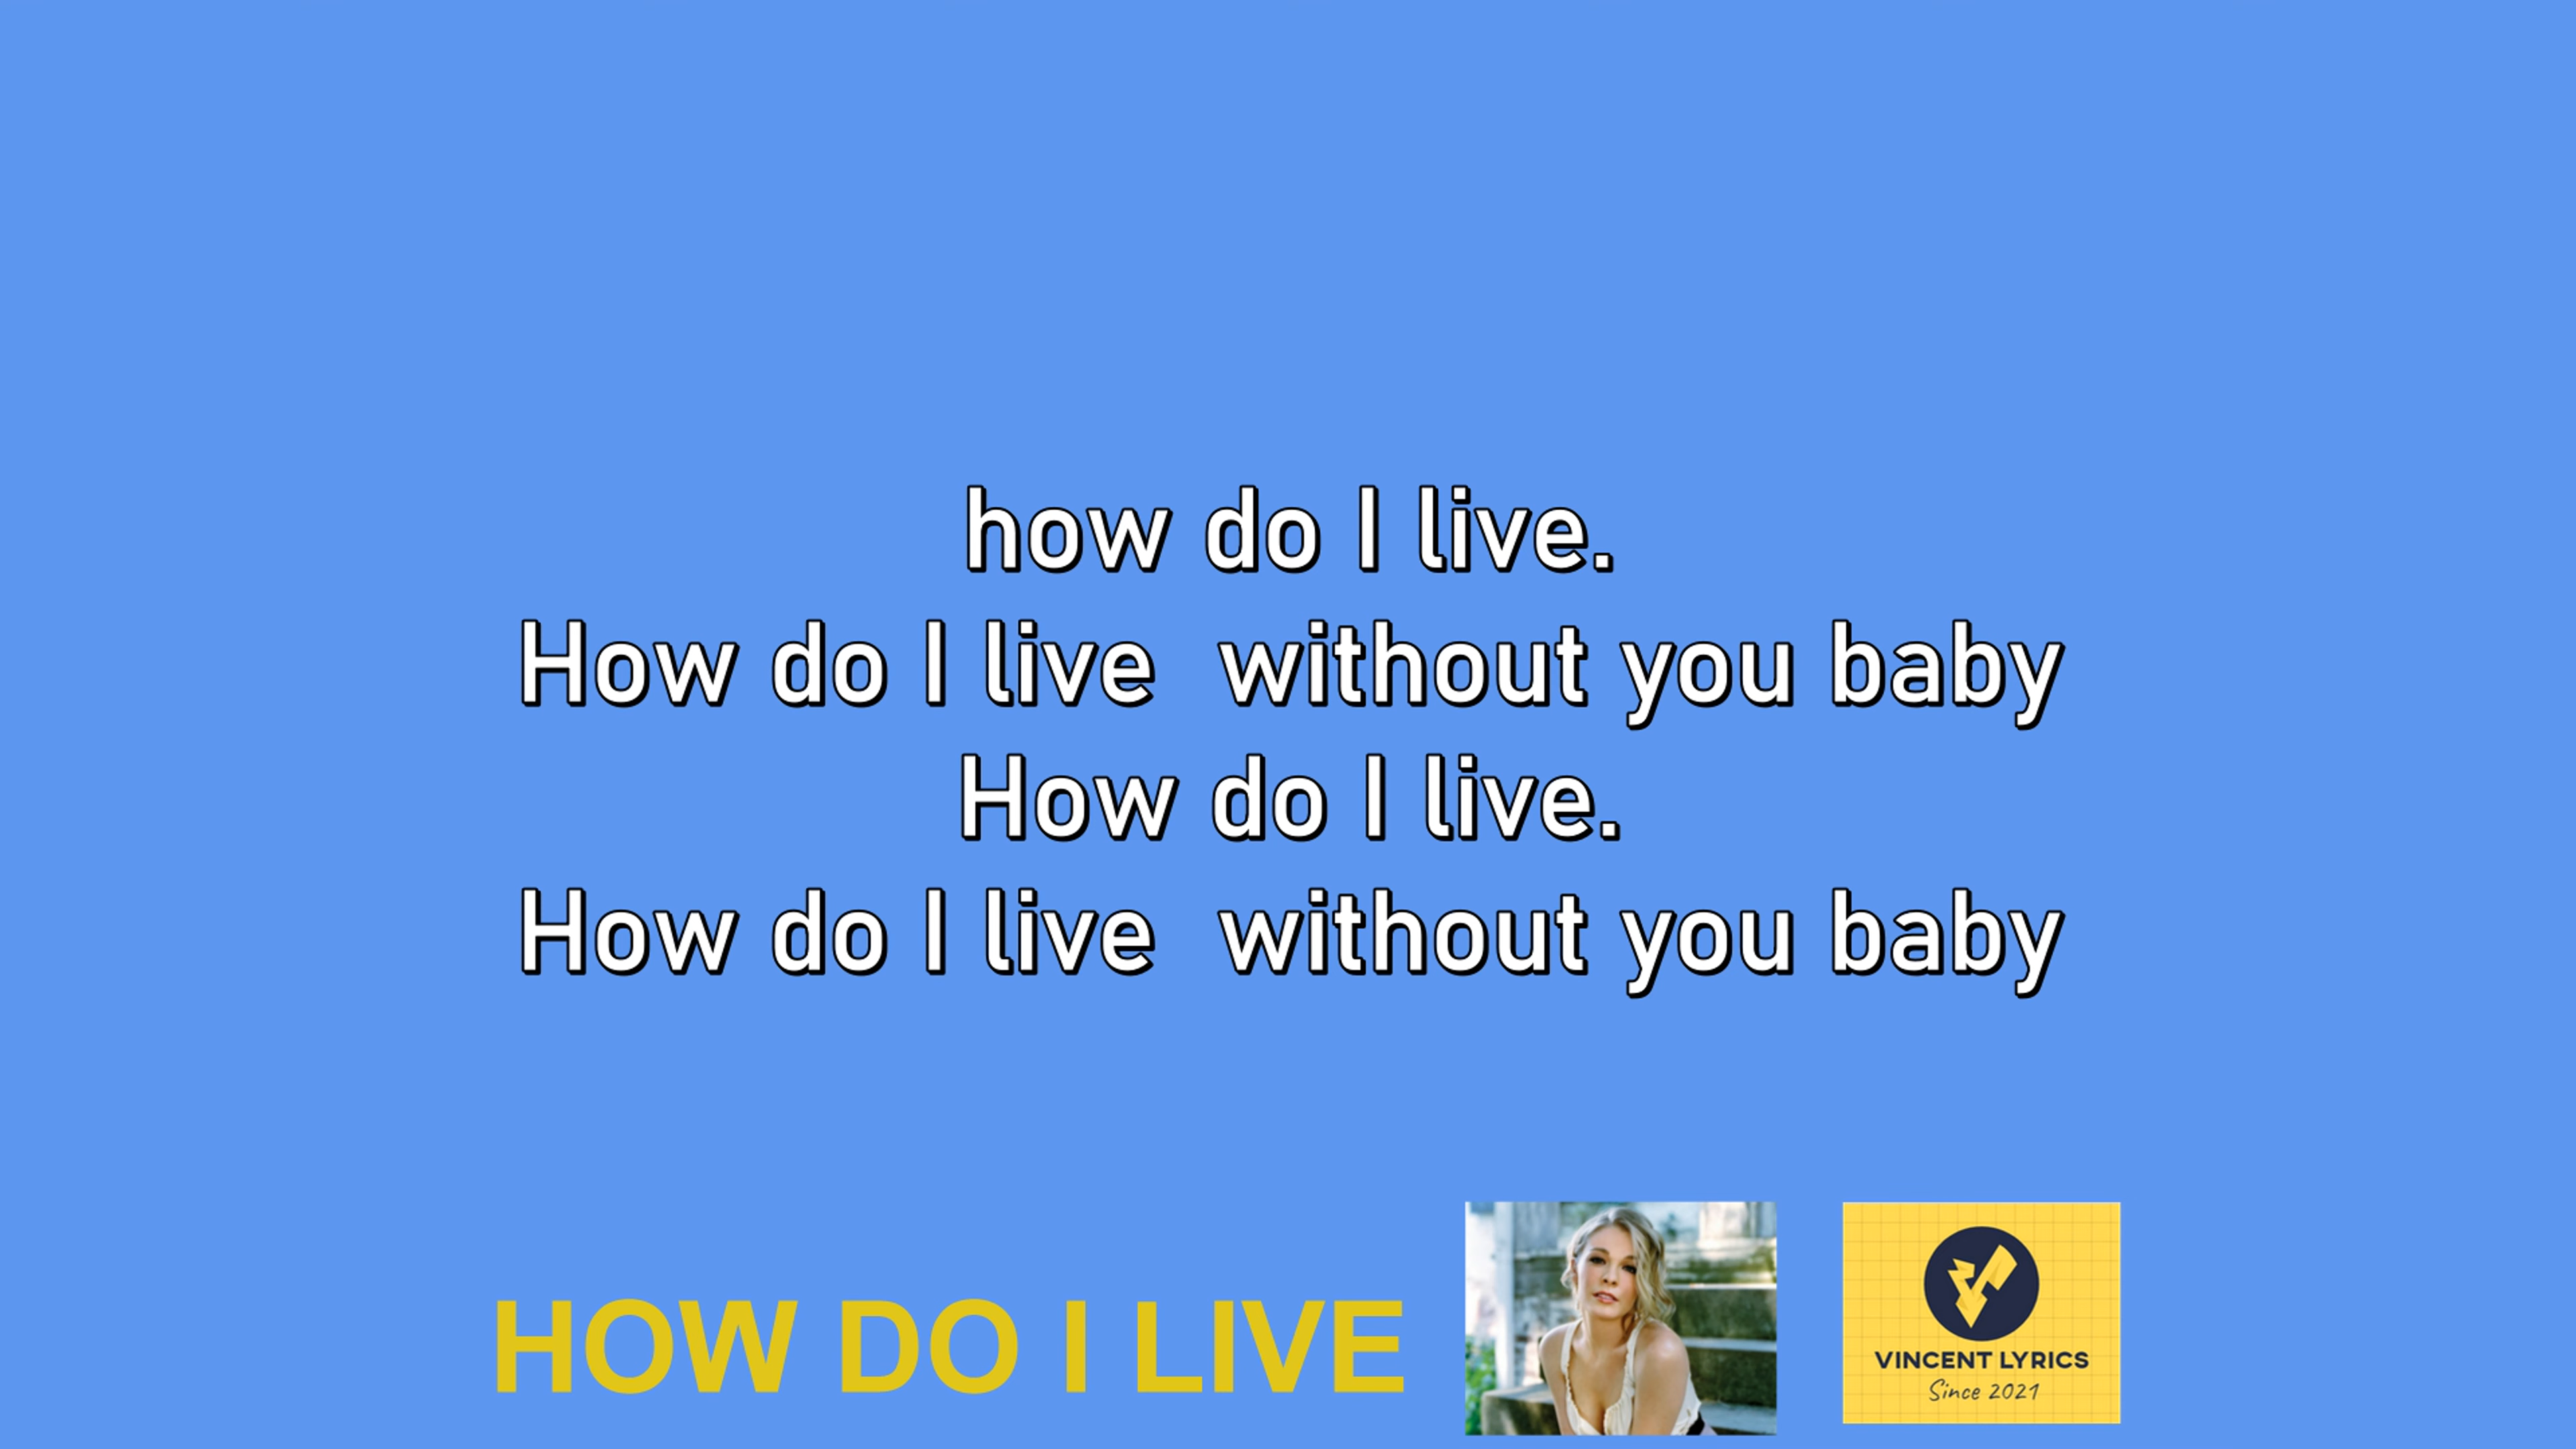 how do I live.
How do I live  without you baby
How do I live.
How do I live  without you baby
HOW DO I LIVE
VINCENT LYRICS
Since 2021